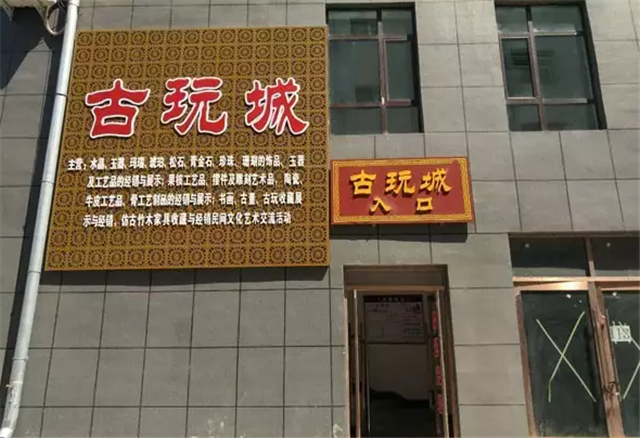 古玩城
主营：水晶、玉器、玛瑙、琥珀、松石、青金石、珍珠、珊瑚的饰品、玉器
及工艺品的经销与展示；果核工艺品、摆件及雕刻艺术品、陶瓷、
牛皮工艺品、骨工艺制品的经销与展示；书画、古董、古玩收藏展
示与经销、仿古竹木家具收藏与经销民间文化艺术交流活动
古玩城
入口